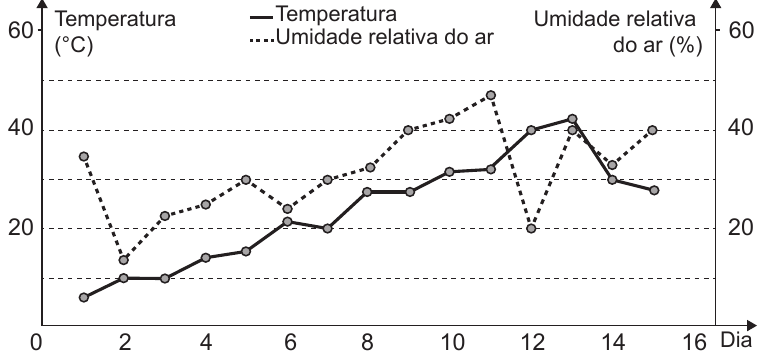 Temperatura
(°C)
Temperatura
Umidade relativa do ar
Umidade relativa
do ar (%)
60
40
20
60
40
20
0 2 4 6 8 10 12 14 16 Dia